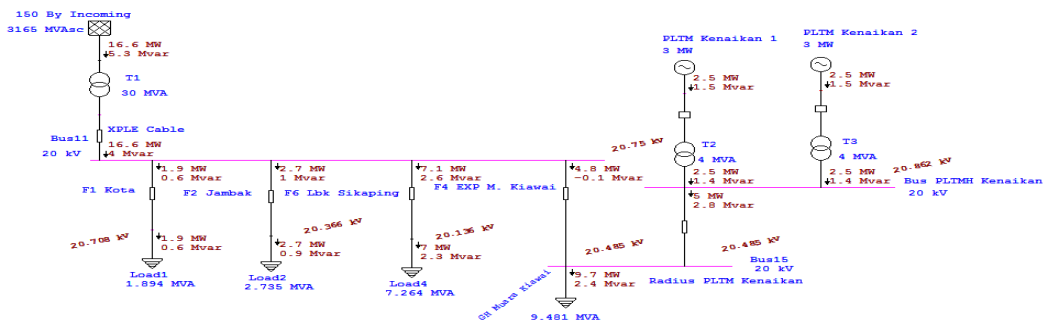 150 By Incoming
3165 MVAsc
16.6 MW
5.3 Mvar
T1
30 MVA
XPLE Cable
Bus11
20 kV
16.6 MW
4 Mvar
1.9 MW
0.6 Mvar
F1 Kota
20.708 kV
1.9 MW
0.6 Mvar
Load1
1.894 MVA
2.7 MW
1 Mvar
F2 Jambak
20.366 kV
2.7 MW
0.9 Mvar
Load2
2.735 MVA
7.1 MW
2.6 Mvar
F6 Lbk Sikaping
20.136 kV
7 MW
2.3 Mvar
Load4
7.264 MVA
4.8 MW
-0.1 Mvar
F4 EXP M. Kiawai
20.485 kV
GH Muara Kiawai
9.7 MW
2.4 Mvar
9.481 MVA
20.75 kV
PLTM Kenaikan 1
3 MW
2.5 MW
1.5 Mvar
T2
4 MVA
2.5 MW
1.4 Mvar
5 MW
2.8 Mvar
20.485 kV
Bus15
20 kV
Radius PLTM Kenaikan
PLTM Kenaikan 2
3 MW
2.5 MW
1.5 Mvar
T3
4 MVA
2.5 MW
1.4 Mvar
20.862 kV
Bus PLTMH Kenaikan
20 kV